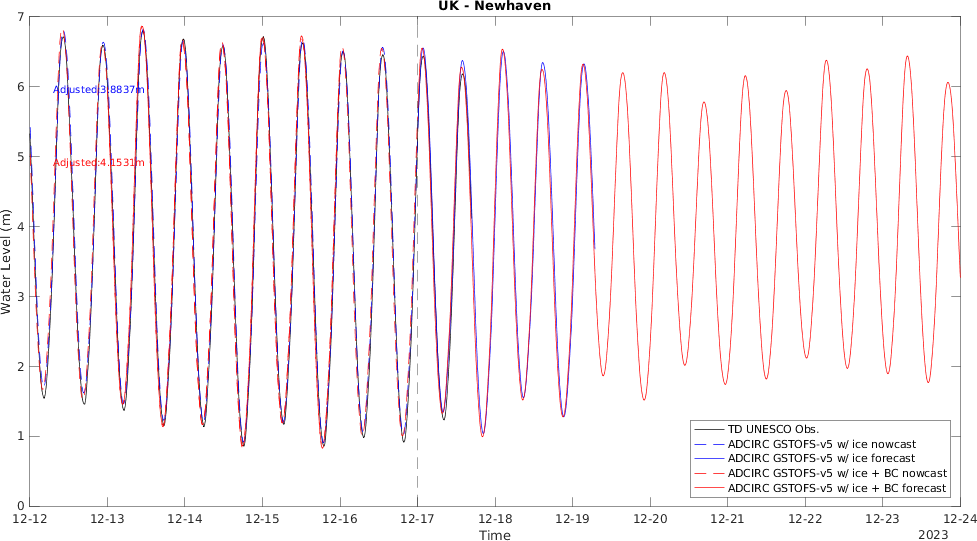 UK - Newhaven
7
6
5
4
3
2
1
0
Water Level (m)
Adjusted:3.8837m
Adjusted:4.1531m
TD UNESCO Obs.
ADCIRC GSTOFS-v5 w/ ice nowcast
ADCIRC GSTOFS-v5 w/ ice forecast
ADCIRC GSTOFS-v5 w/ ice + BC nowcast
ADCIRC GSTOFS-v5 w/ ice + BC forecast
12-12 12-13 12-14 12-15 12-16 12-17 12-18 12-19 12-20 12-21 12-22 12-23 12-24
Time
2023